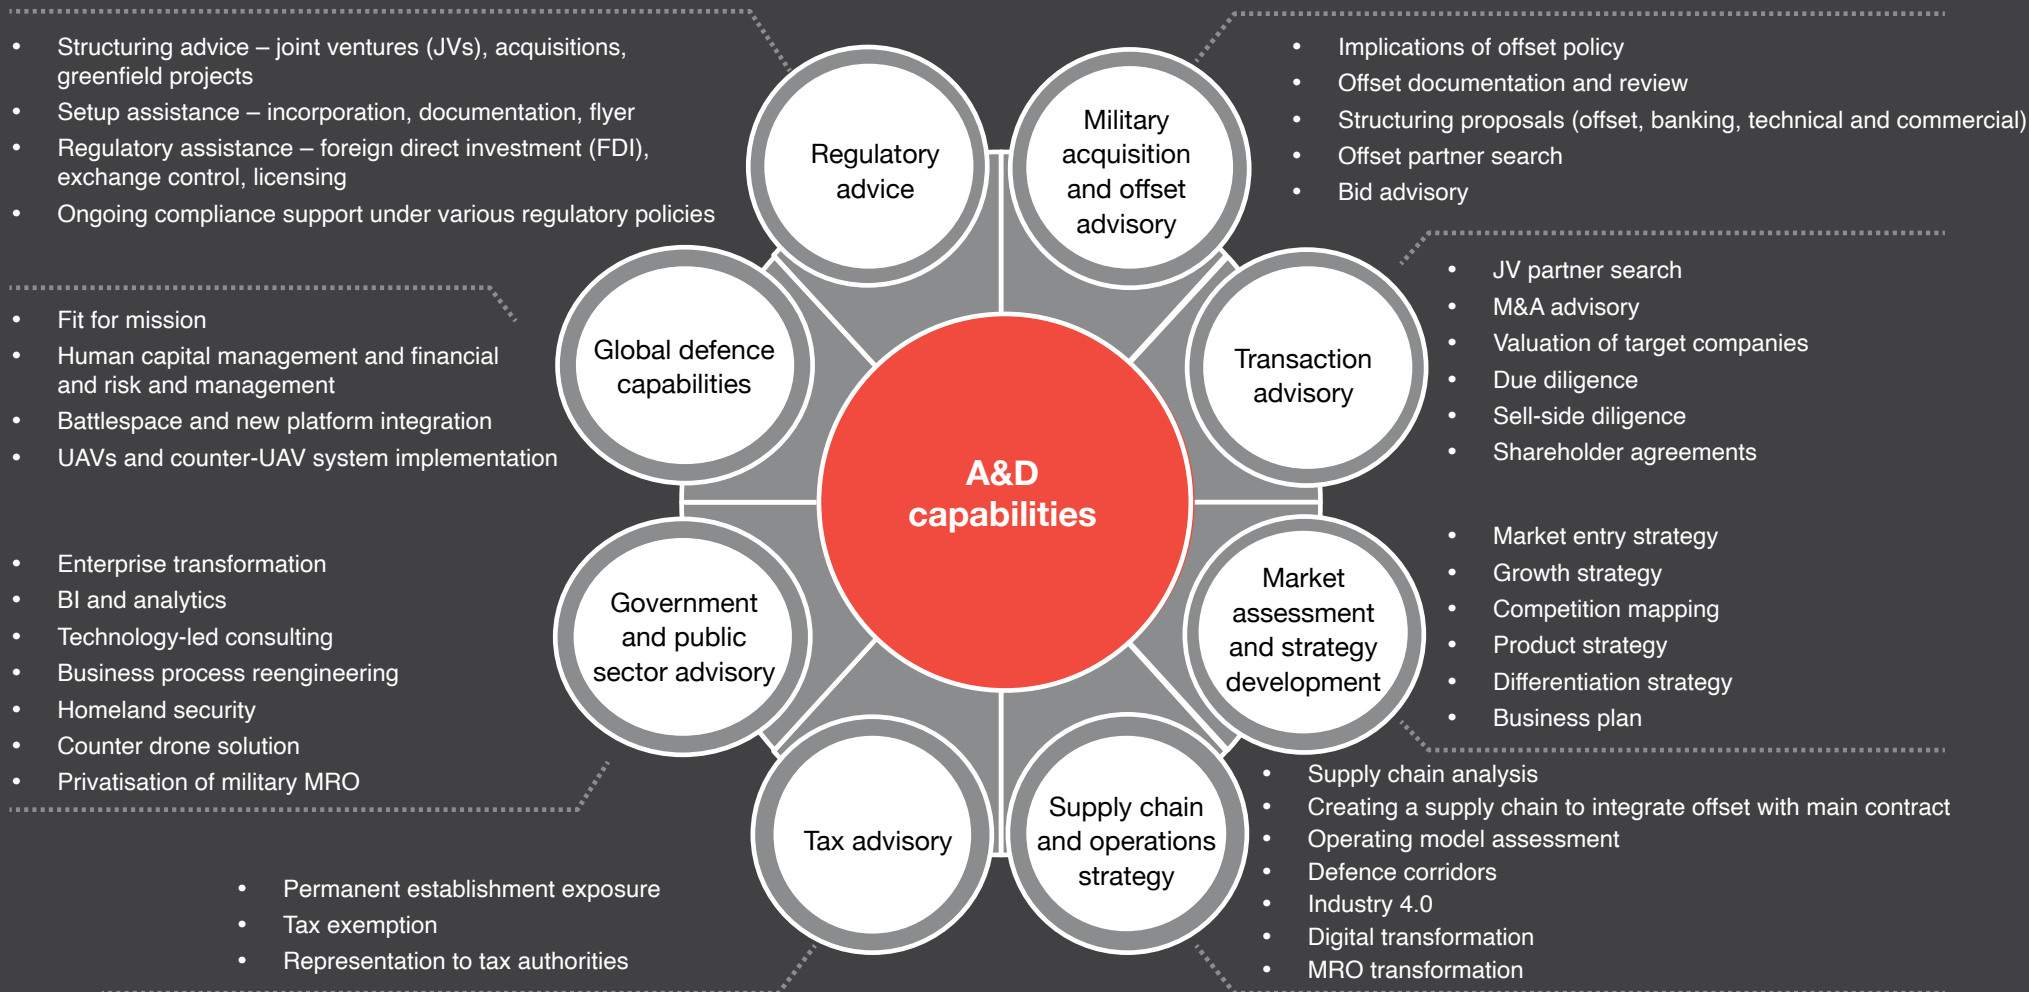 • Structuring advice – joint ventures (JVs), acquisitions,
greenfield projects
• Setup assistance – incorporation, documentation, flyer
• Regulatory assistance – foreign direct investment (FDI),
exchange control, licensing
• Ongoing compliance support under various regulatory policies
Regulatory
advice
Military
acquisition
and offset
advisory
• Implications of offset policy
• Offset documentation and review
• Structuring proposals (offset, banking, technical and commercial)
• Offset partner search
• Bid advisory
• Fit for mission
• Human capital management and financial
and risk and management
• Battlespace and new platform integration
• UAVs and counter-UAV system implementation
Global defence
capabilities
Transaction
advisory
• JV partner search
• M&A advisory
• Valuation of target companies
• Due diligence
• Sell-side diligence
• Shareholder agreements
A&D
capabilities
• Enterprise transformation
• BI and analytics
• Technology-led consulting
• Business process reengineering
• Homeland security
• Counter drone solution
• Privatisation of military MRO
Government
and public
sector advisory
Market
assessment
and strategy
development
• Market entry strategy
• Growth strategy
• Competition mapping
• Product strategy
• Differentiation strategy
• Business plan
• Permanent establishment exposure
• Tax exemption
• Representation to tax authorities
Tax advisory
Supply chain
and operations
strategy
• Supply chain analysis
• Creating a supply chain to integrate offset with main contract
• Operating model assessment
• Defence corridors
• Industry 4.0
• Digital transformation
• MRO transformation